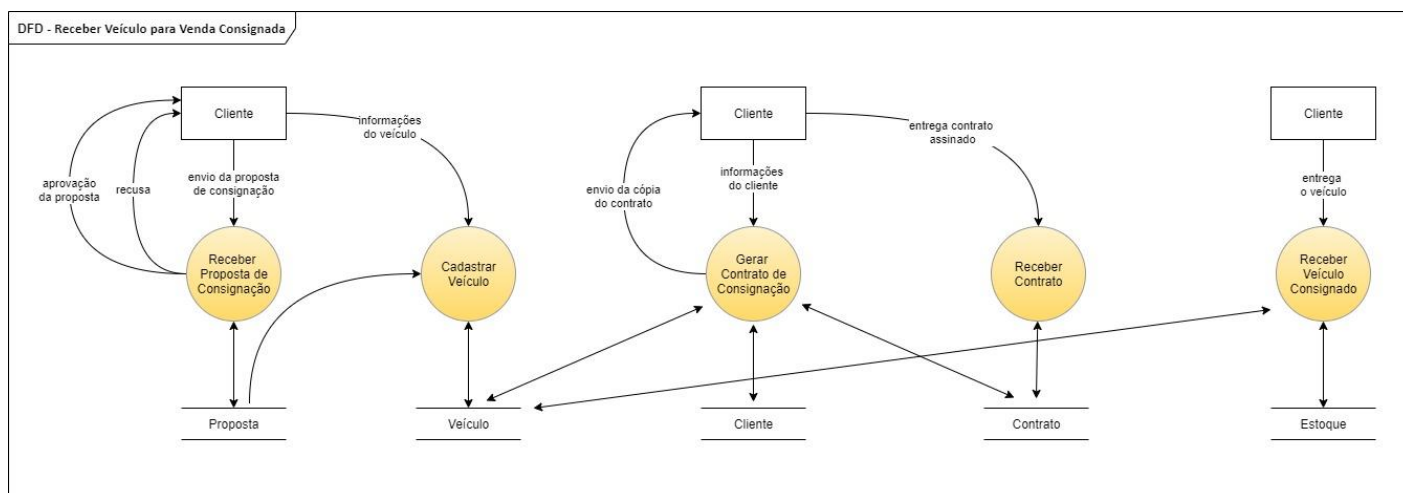 DFD - Receber Veículo para Venda Consignada
Cliente
Cliente
Cliente
informações
do veículo
entrega contrato
assinado
aprovação
da proposta
recusa
envio da proposta
de consignação
envio da cópia
do contrato
informações
do cliente
entrega
o veículo
Receber
Proposta de
Consignação
Cadastrar
Veículo
Gerar
Contrato de
Consignação
Receber
Contrato
Receber
Veículo
Consignado
Proposta
Veículo
Cliente
Contrato
Estoque